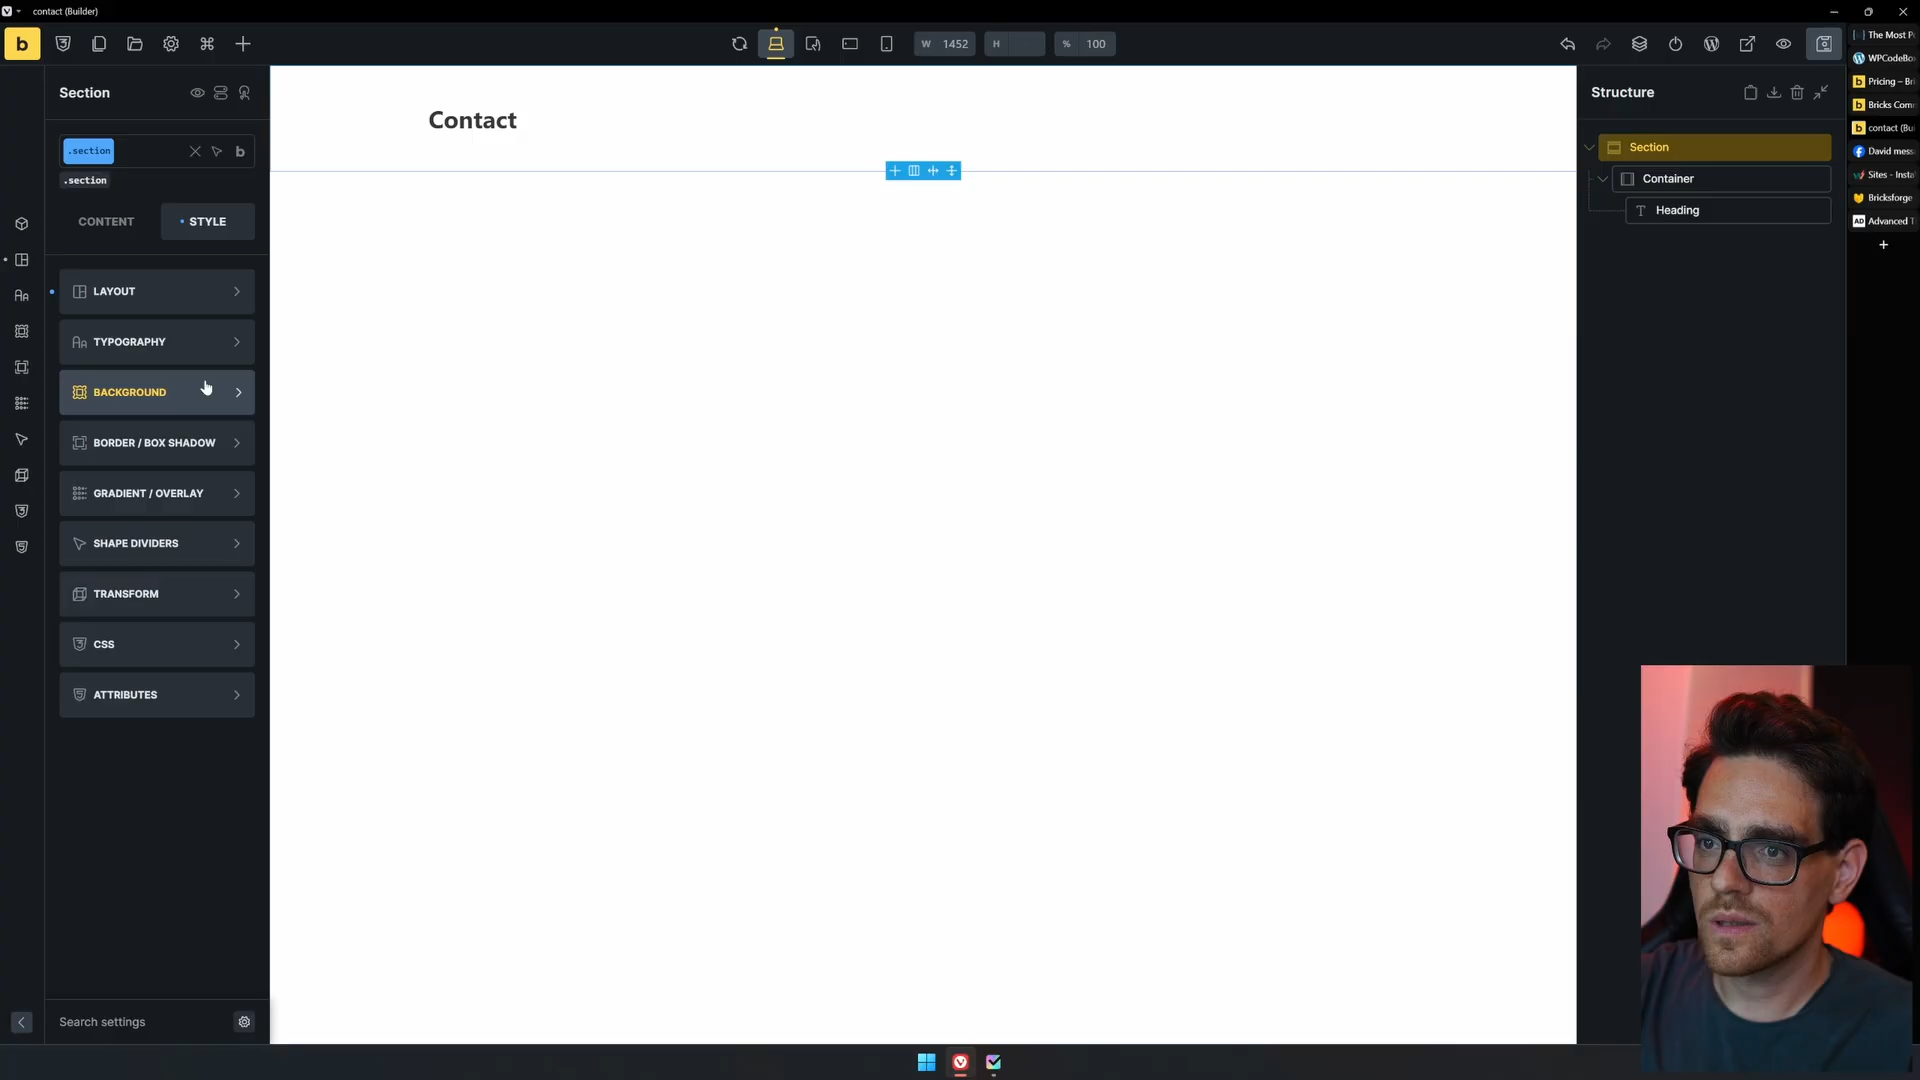 contact (Builder)
b
W 1452
H
% 100
Section
.section
b
.section
CONTENT
STYLE
LAYOUT
TYPOGRAPHY
BACKGROUND
BORDER / BOX SHADOW
GRADIENT / OVERLAY
SHAPE DIVIDERS
TRANSFORM
CSS
ATTRIBUTES
Search settings
Contact
Structure
Section
Container
Heading
The Most P
WPCodeBo
Pricing – Br
Bricks Com
contact (Bui
David mess
Sites - Insta
Bricksforge
AD Advanced T